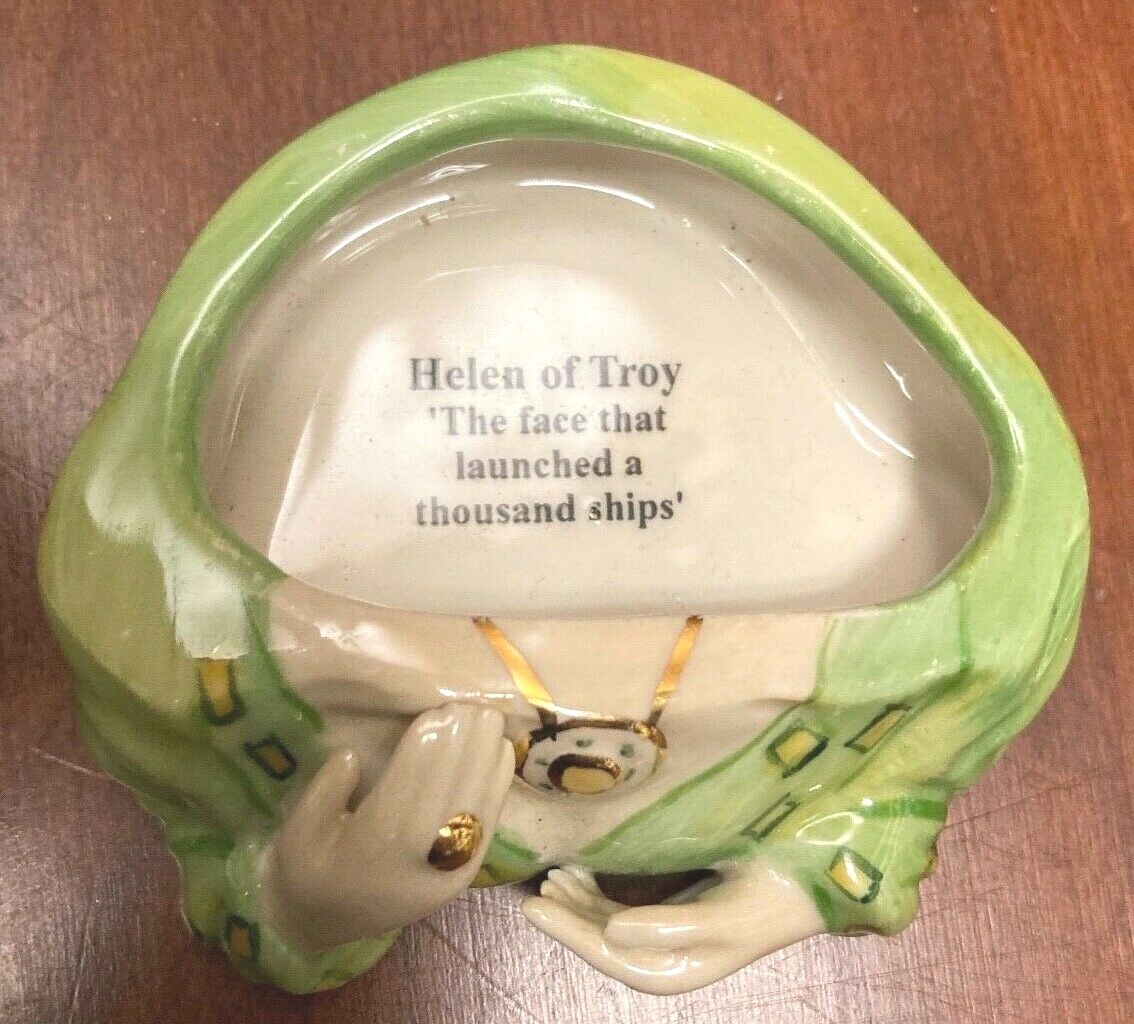 Helen of Troy
'The face that
launched a
thousand ships'